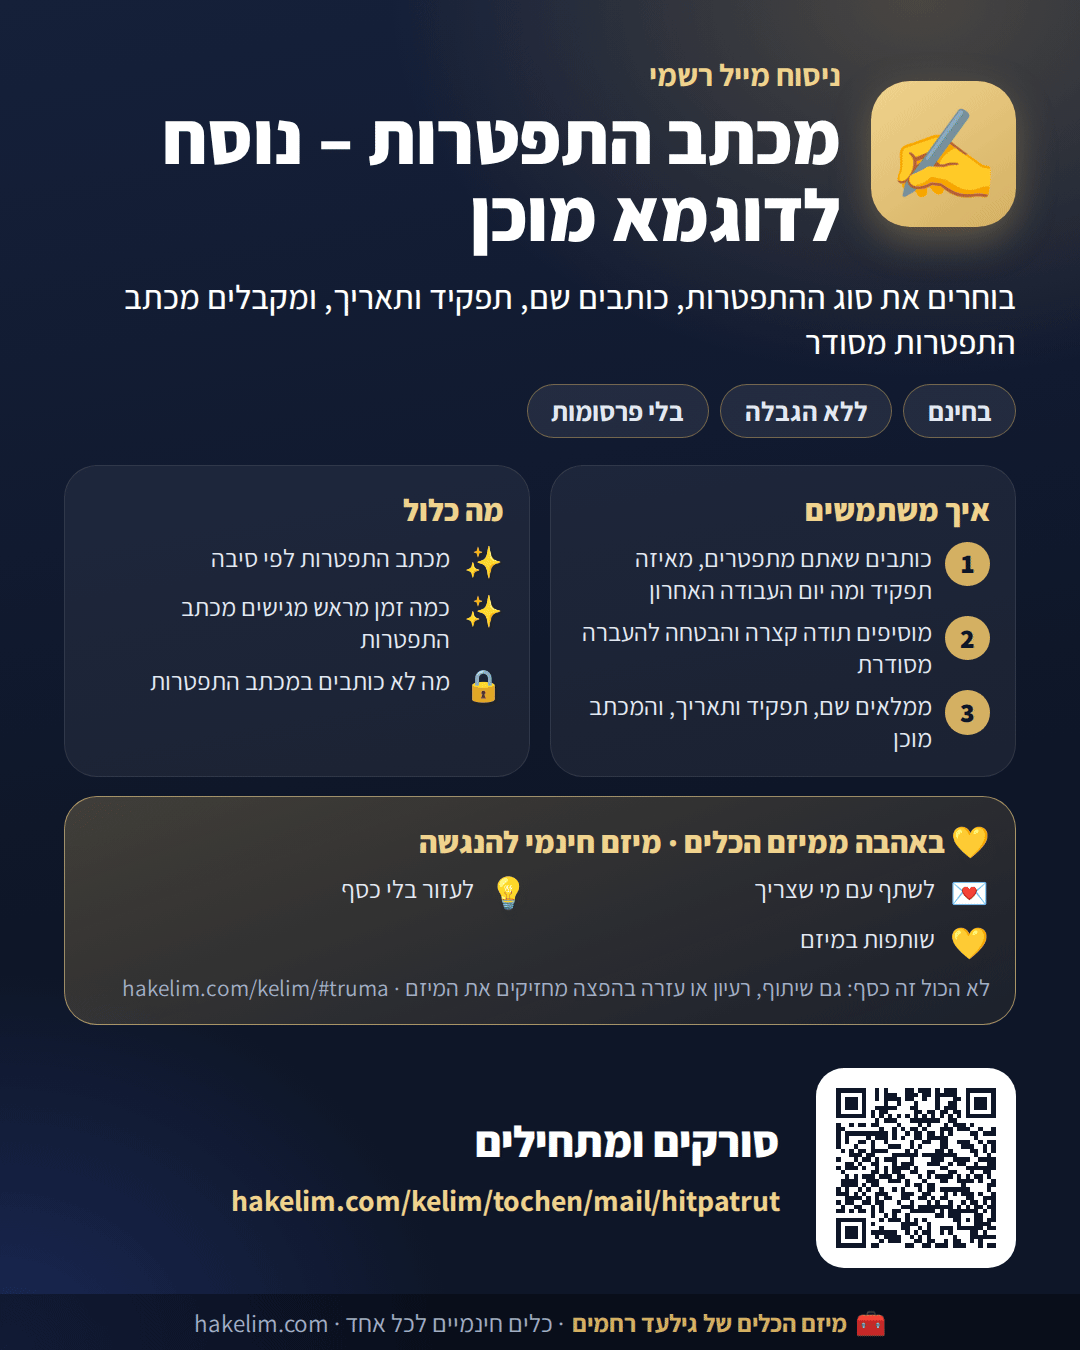 ניסוח מייל רשמי
מכתב התפטרות – נוסח
לדוגמא מוכן
בוחרים את סוג ההתפטרות, כותבים שם, תפקיד ותאריך, ומקבלים מכתב
התפטרות מסודר
בחינם
ללא הגבלה
בלי פרסומות
איך משתמשים
1
כותבים שאתם מתפטרים, מאיזה
תפקיד ומה יום העבודה האחרון
2
מוסיפים תודה קצרה והבטחה להעברה
מסודרת
3
ממלאים שם, תפקיד ותאריך, והמכתב
מוכן
מה כלול
מכתב התפטרות לפי סיבה
כמה זמן מראש מגישים מכתב
התפטרות
מה לא כותבים במכתב התפטרות
באהבה ממיזם הכלים · מיזם חינמי להנגשה
לשתף עם מי שצריך
לעזור בלי כסף
שותפות במיזם
לא הכול זה כסף: גם שיתוף, רעיון או עזרה בהפצה מחזיקים את המיזם · hakelim.com/kelim/#truma
סורקים ומתחילים
hakelim.com/kelim/tochen/mail/hitpatrut
מיזם הכלים של גילעד רחמים · כלים חינמיים לכל אחד · hakelim.com